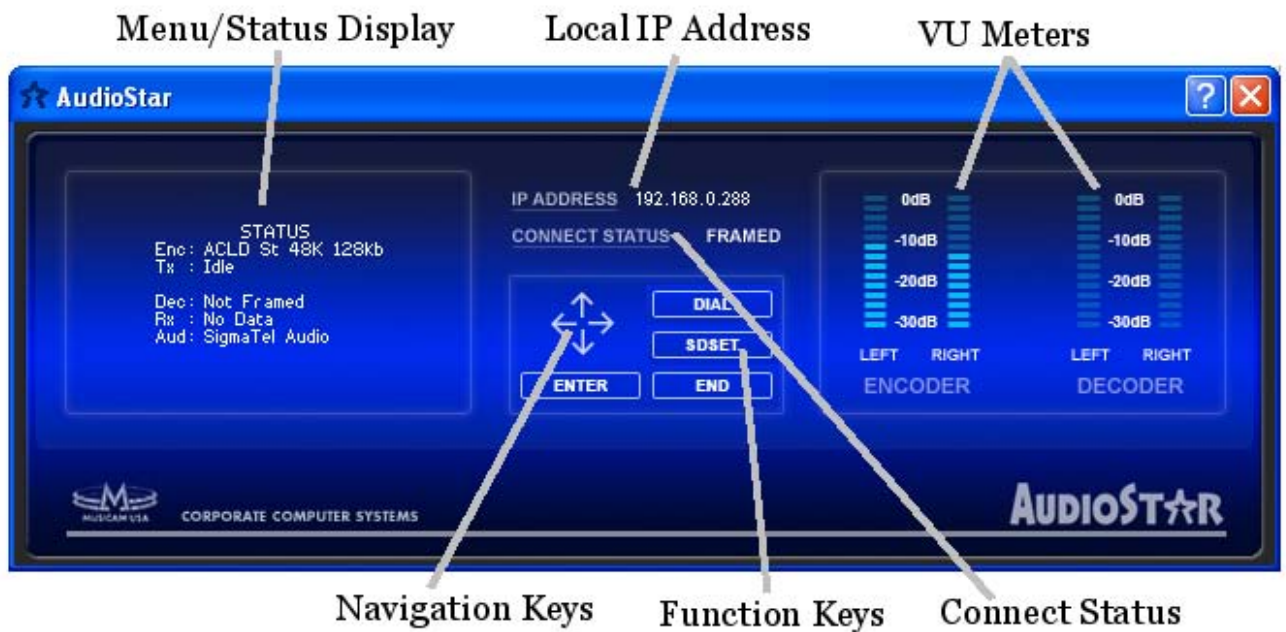 Menu/Status Display
Local IP Address
VU Meters
AudioStar
?
STATUS
Enc: ACLD St 48K 128Kb
Tx : Idle
Dec: Not Framed
Rx : No Data
Aud: SigmaTel Audio
IP ADDRESS 192.168.0.288
CONNECT STATUS FRAMED
DIAL
SDSET
ENTER
END
0dB
-10dB
-20dB
-30dB
LEFT RIGHT
ENCODER
0dB
-10dB
-20dB
-30dB
LEFT RIGHT
DECODER
M
MUSICAM USA
CORPORATE COMPUTER SYSTEMS
AUDIOSTAR
Navigation Keys
Function Keys
Connect Status